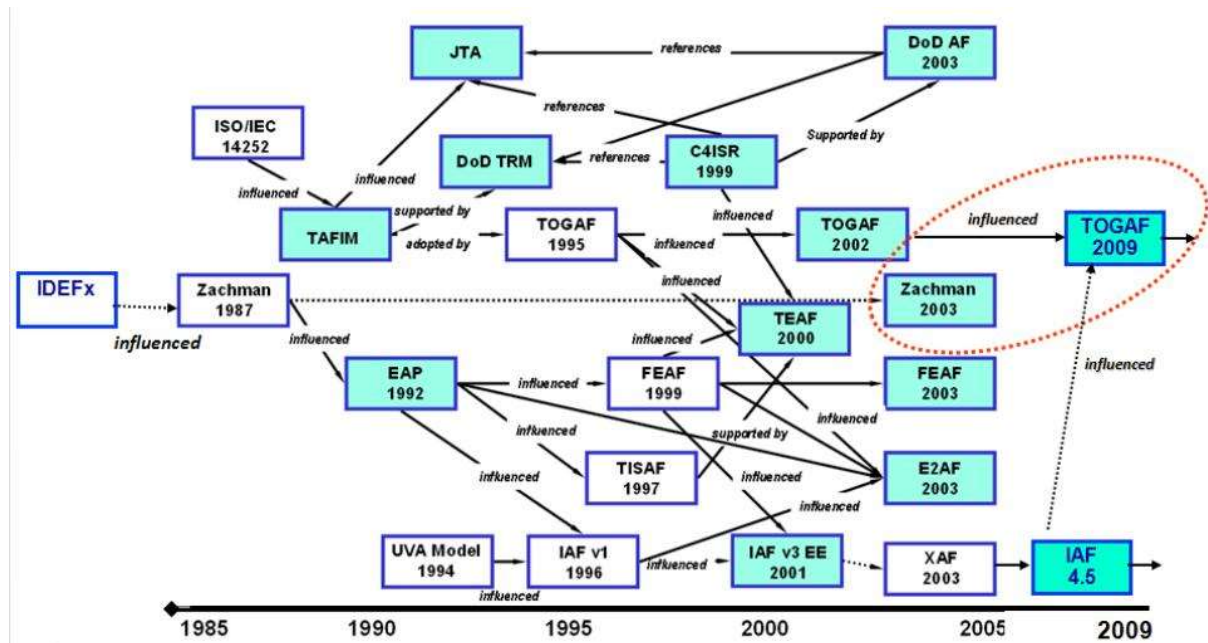 JTA
references
DoD AF
2003
references
ISO/IEC
14252
Supported by
C4ISR
1999
DoD TRM
references
influenced
influenced
influenced
supported by
TAFIM
adopted by
TOGAF
1995
influenced
TOGAF
2002
influenced
TOGAF
2009
influenced
IDEFx
Zachman
1987
Zachman
2003
influenced
influenced
TEAF
2000
influenced
influenced
EAP
1992
influenced
FEAF
1999
FEAF
2003
influenced
supported by
TISAF
1997
E2AF
2003
influenced
influenced
influenced
UVA Model
1994
IAF v1
1996
influenced
IAF v3 EE
2001
XAF
2003
IAF
4.5
influenced
1985
1990
1995
2000
2005
2009